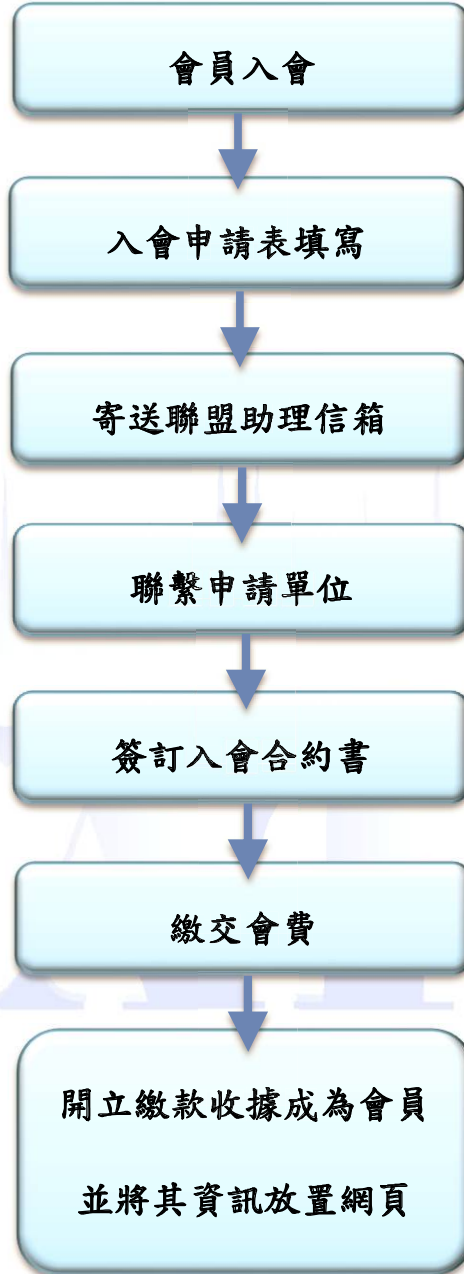 會員入會
入會申請表填寫
寄送聯盟助理信箱
聯繫申請單位
簽訂入會合約書
繳交會費
開立繳款收據成為會員
並將其資訊放置網頁